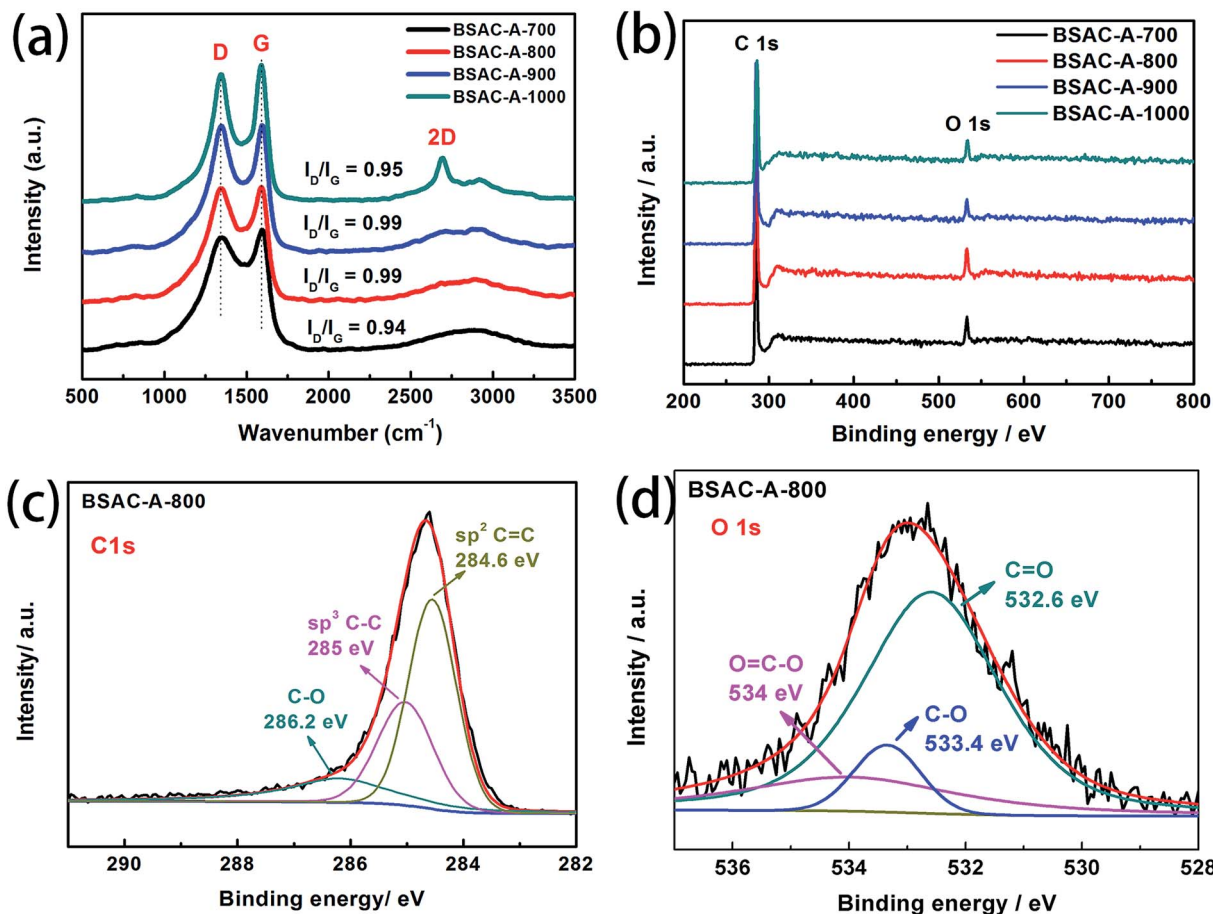 (a)
D
G
BSAC-A-700
BSAC-A-800
BSAC-A-900
BSAC-A-1000
2D
I_D/I_G = 0.95
I_D/I_G = 0.99
I_D/I_G = 0.99
I_D/I_G = 0.94
Intensity (a.u.)
500 1000 1500 2000 2500 3000 3500
Wavenumber (cm⁻¹)
(b)
C 1s
BSAC-A-700
BSAC-A-800
BSAC-A-900
BSAC-A-1000
O 1s
Intensity / a.u.
200 300 400 500 600 700 800
Binding energy / eV
(c)
BSAC-A-800
C1s
sp² C=C
284.6 eV
sp³ C-C
285 eV
C-O
286.2 eV
Intensity/ a.u.
290 288 286 284 282
Binding energy/ eV
(d)
BSAC-A-800
O 1s
C=O
532.6 eV
O=C-O
534 eV
C-O
533.4 eV
Intensity/ a.u.
536 534 532 530 528
Binding energy / eV